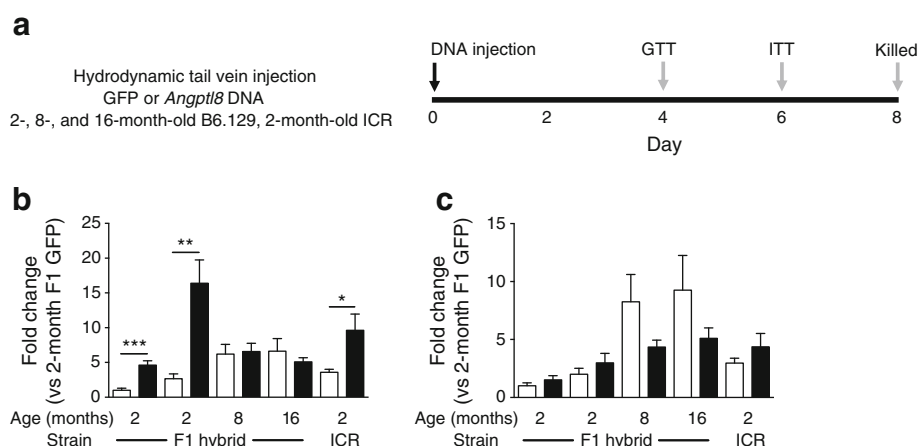 a
Hydrodynamic tail vein injection
GFP or Angptl8 DNA
2-, 8-, and 16-month-old B6.129, 2-month-old ICR
DNA injection GTT ITT Killed
0 2 4 6 8
Day
b
Fold change
(vs 2-month F1 GFP)
25
20
15
10
5
0
*** ** *
Age (months) 2 2 8 16 2
Strain F1 hybrid ICR
c
Fold change
(vs 2-month F1 GFP)
15
10
5
0
Age (months) 2 2 8 16 2
Strain F1 hybrid ICR